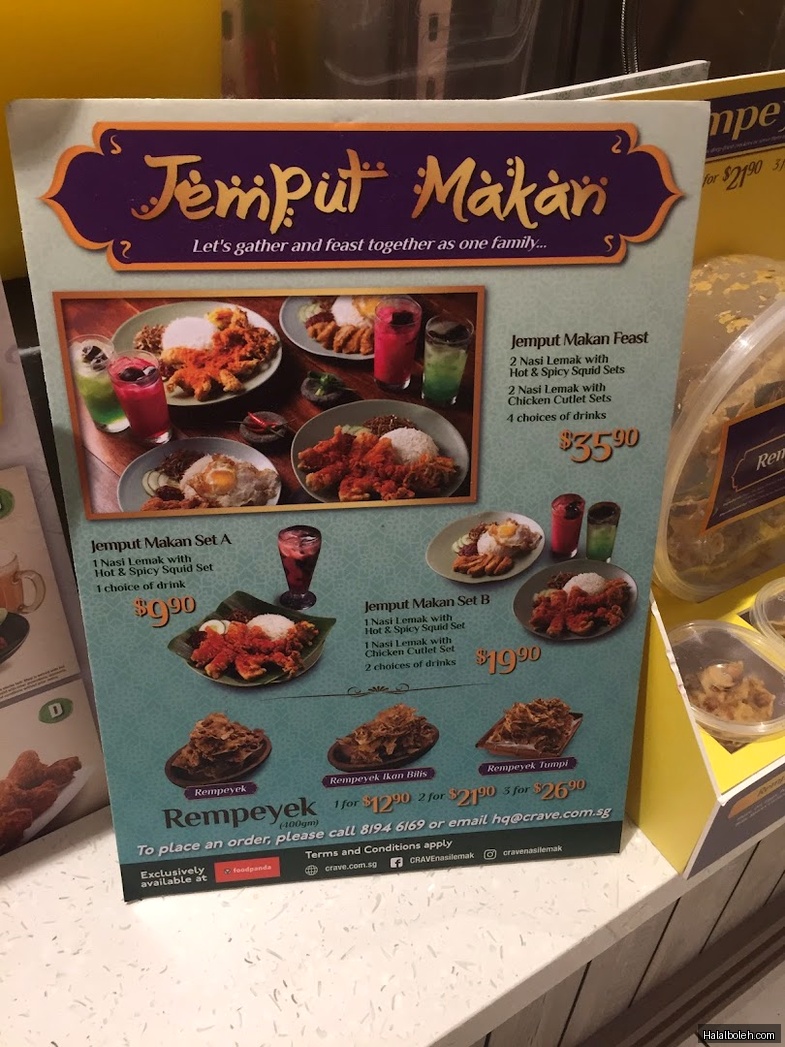 Jemput Makan
Let's gather and feast together as one family...
Jemput Makan Feast
2 Nasi Lemak with
Hot & Spicy Squid Sets
2 Nasi Lemak with
Chicken Cutlet Sets
4 choices of drinks
$35.90
Jemput Makan Set A
1 Nasi Lemak with
Hot & Spicy Squid Set
1 choice of drink
$9.90
Jemput Makan Set B
1 Nasi Lemak with
Hot & Spicy Squid Set
1 Nasi Lemak with
Chicken Cutlet Set
2 choices of drinks
$19.90
Rempeyek
Rempeyek Ikan Bilis
Rempeyek Tumpi
Rempeyek
(400gm)
1 for $12.90 2 for $21.90 3 for $26.90
To place an order, please call 8194 6169 or email hq@crave.com.sg
Exclusively
available at
foodpanda
Terms and Conditions apply
crave.com.sg CRAVEnasilemak cravenasilemak
mpe
for $21.90 3/
Rem
D
Halalboleh.com